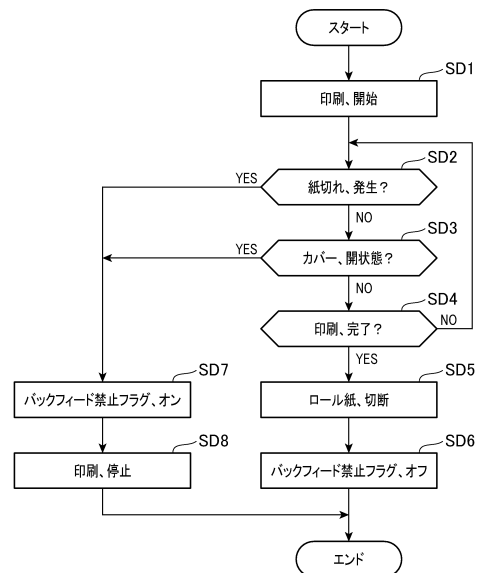 スタート
SD1
印刷、開始
SD2
YES
紙切れ、発生？
NO
SD3
YES
カバー、開状態？
NO
SD4
印刷、完了？
NO
YES
SD7
SD5
バックフィード禁止フラグ、オン
ロール紙、切断
SD8
SD6
印刷、停止
バックフィード禁止フラグ、オフ
エンド